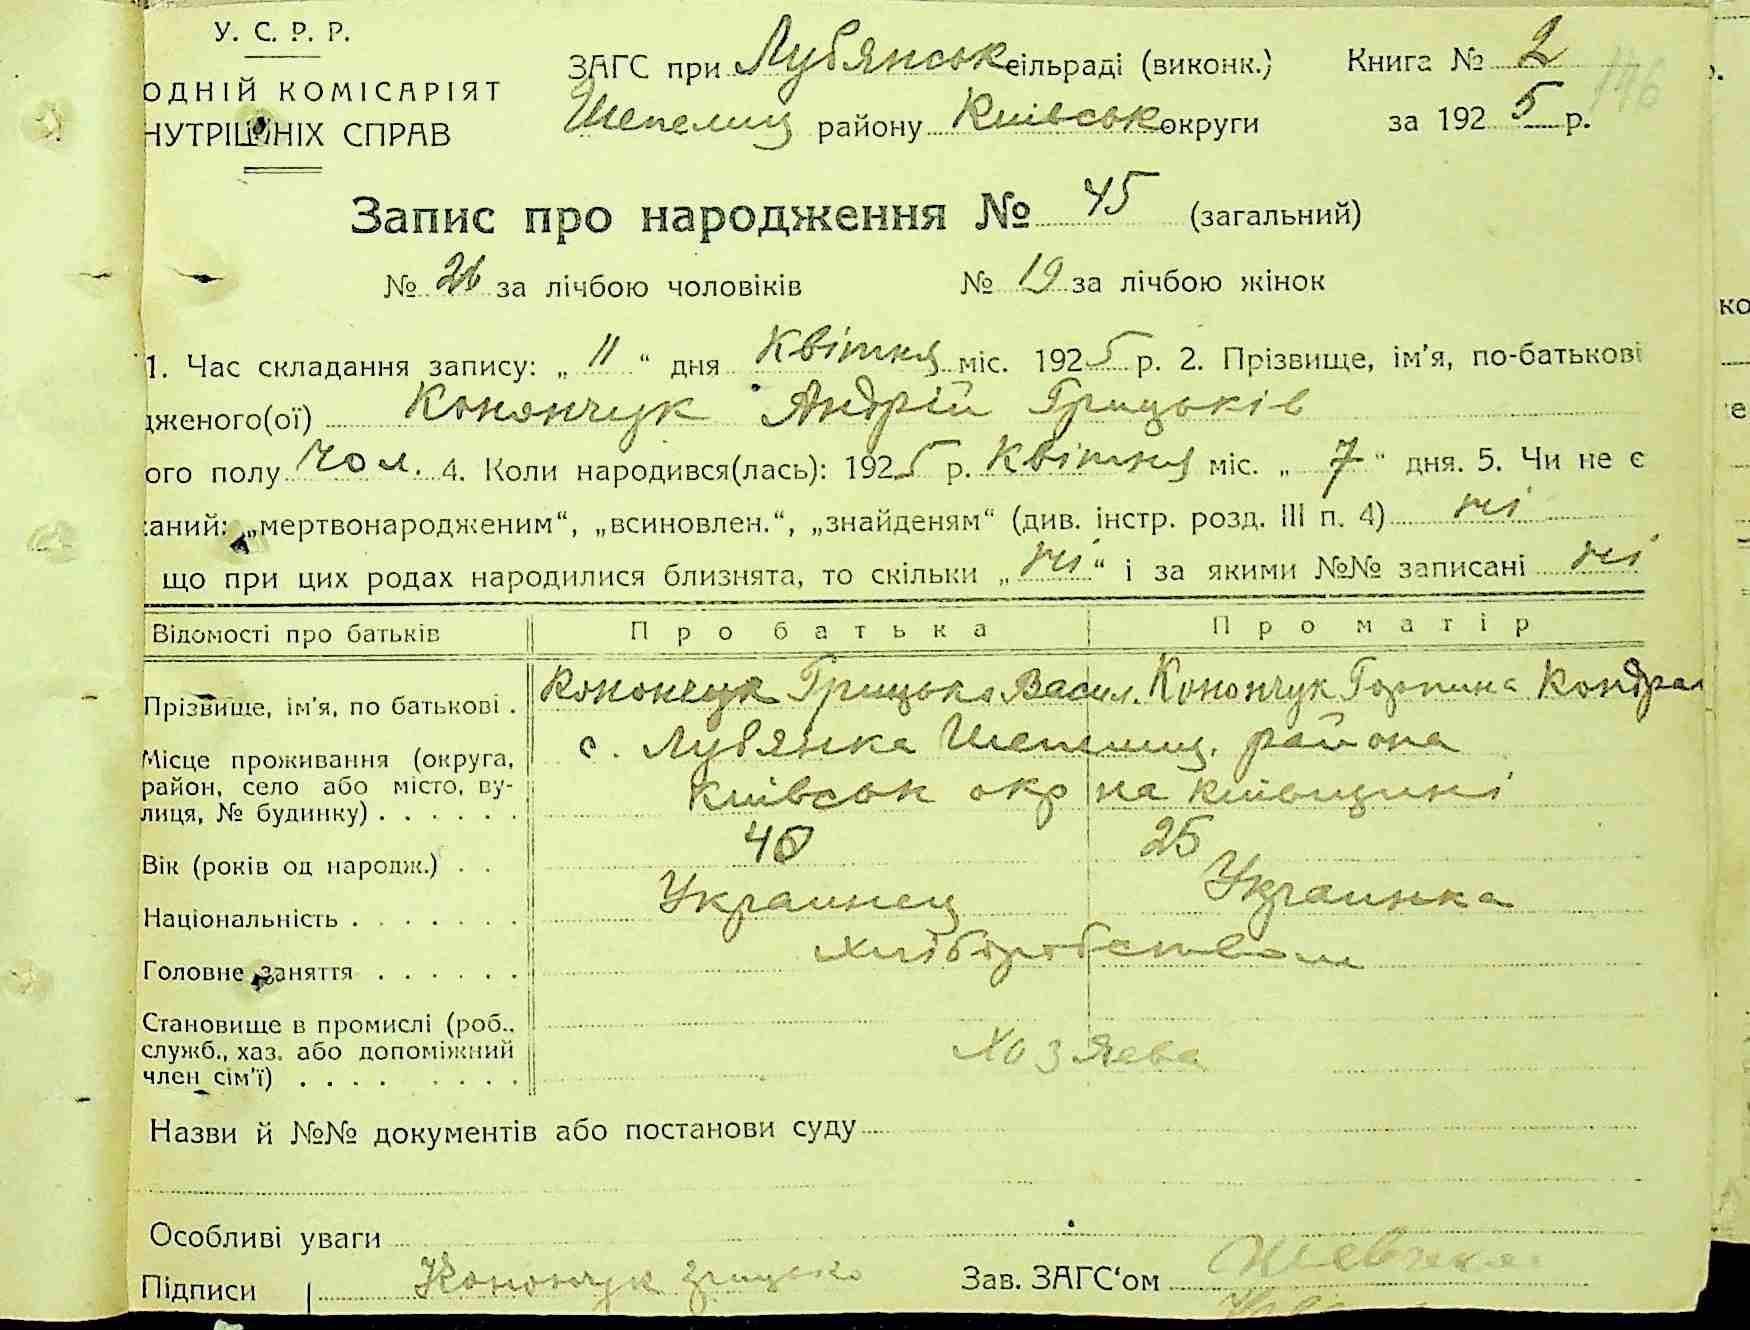 У. С. Р. Р.
ОДНІЙ КОМІСАРІЯТ
НУТРІШНІХ СПРАВ
ЗАГС при Лубянськ сільраді (виконк.) Книга № 2
146
Шепелиц району Київськ округи за 1925 р.
Запис про народження № 45 (загальний)
№ 26 за лічбою чоловіків № 19 за лічбою жінок
1. Час складання запису: „ 11 “ дня Квітня міс. 1925 р. 2. Прізвище, ім’я, по-батькові
дженого(ої) Конончук Андрій Грицьків
ого полу чол. 4. Коли народився(лась): 1925 р. Квітня міс. „ 7 “ дня. 5. Чи не є
заний: „мертвонародженим“, „всиновлен.“, „знайденям“ (див. інстр. розд. III п. 4) ні
що при цих родах народилися близнята, то скільки „ ні “ і за якими №№ записані ні
Відомості про батьків Про батька Про матір
Прізвище, ім’я, по батькові . Конончук Грицько Васил. Конончук Горпина Кондра
Місце проживання (округа, район, село або місто, вулиця, № будинку) . . . . . . с. Лубянка Шепелиц. района
Київськ окр на Київщині
Вік (років од народж.) . . 40 25
Національність . . . . . . . Украинец Украинка
Головне заняття . . . . . . хліборобством
Становище в промислі (роб.,
служб., хаз. або допоміжний
член сім’ї) . . . . . . . . Хозяева
Назви й №№ документів або постанови суду
Особливі уваги
Підписи Конончук Зав. ЗАГС‘ом